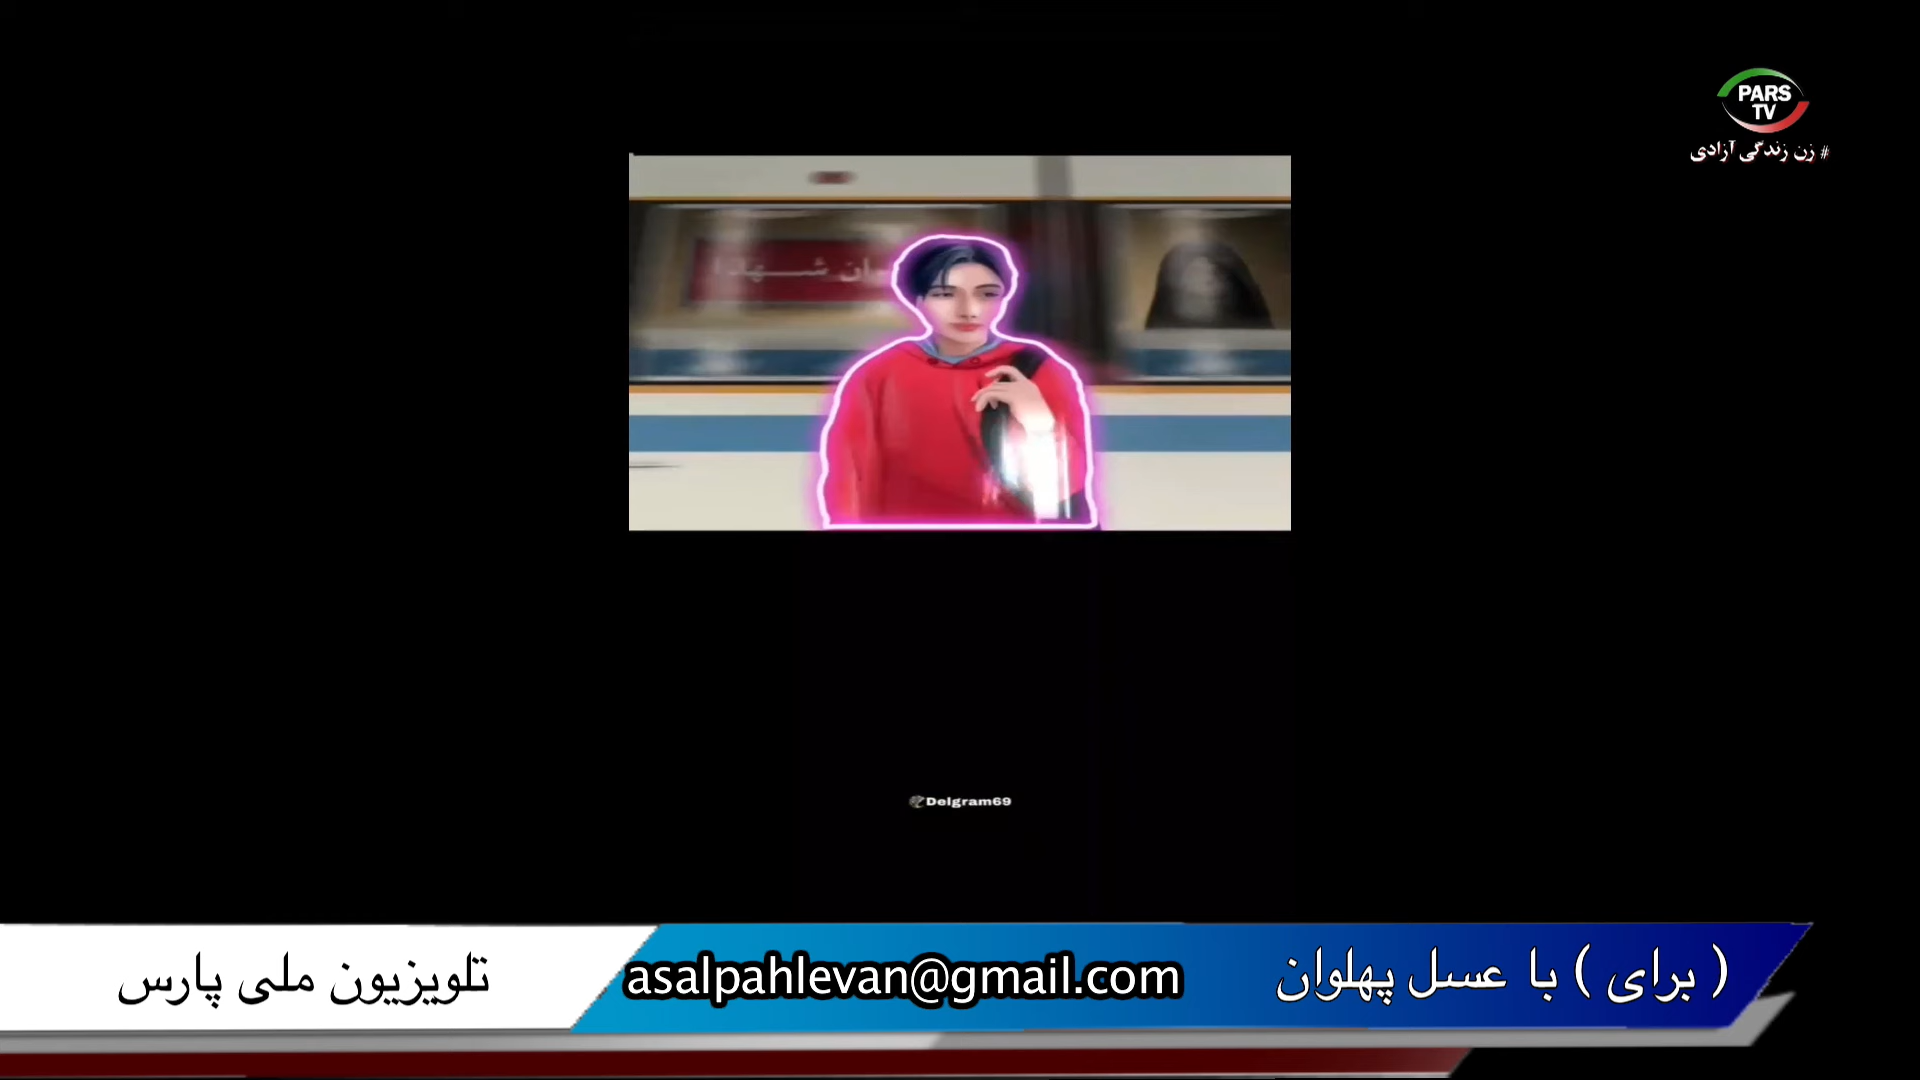 PARS
TV
# زن زندگی آزادی
Delgram69
( برای ) با عسل پهلوان
asalpahlevan@gmail.com
تلویزیون ملی پارس